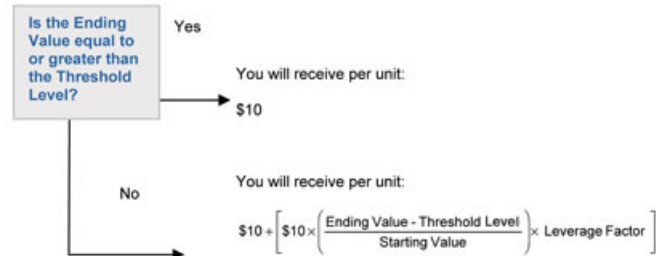 Is the Ending
Value equal to
or greater than
the Threshold
Level?
Yes
You will receive per unit:
$10
No
You will receive per unit:
$10 + [ $10 × ( Ending Value - Threshold Level
Starting Value ) × Leverage Factor ]